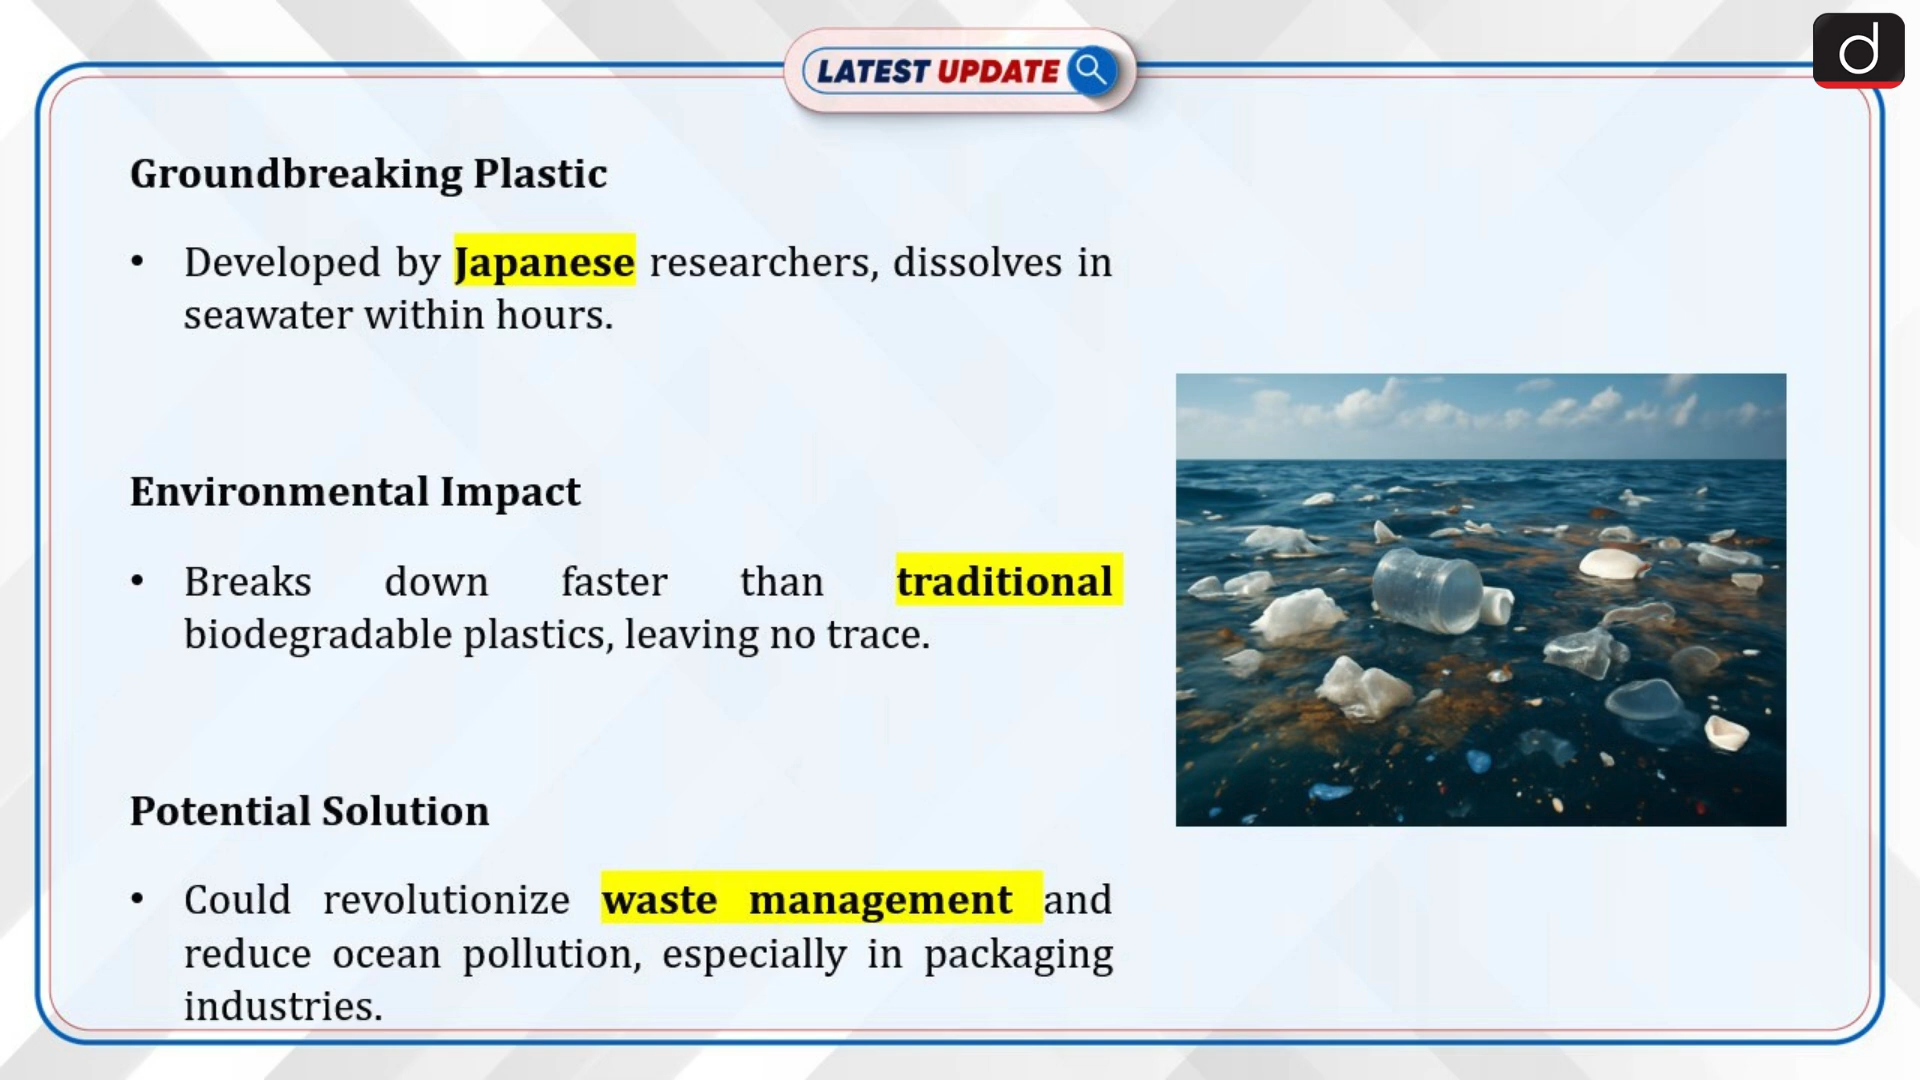 LATEST UPDATE
d
Groundbreaking Plastic
• Developed by Japanese researchers, dissolves in
seawater within hours.
Environmental Impact
• Breaks down faster than traditional
biodegradable plastics, leaving no trace.
Potential Solution
• Could revolutionize waste management and
reduce ocean pollution, especially in packaging
industries.